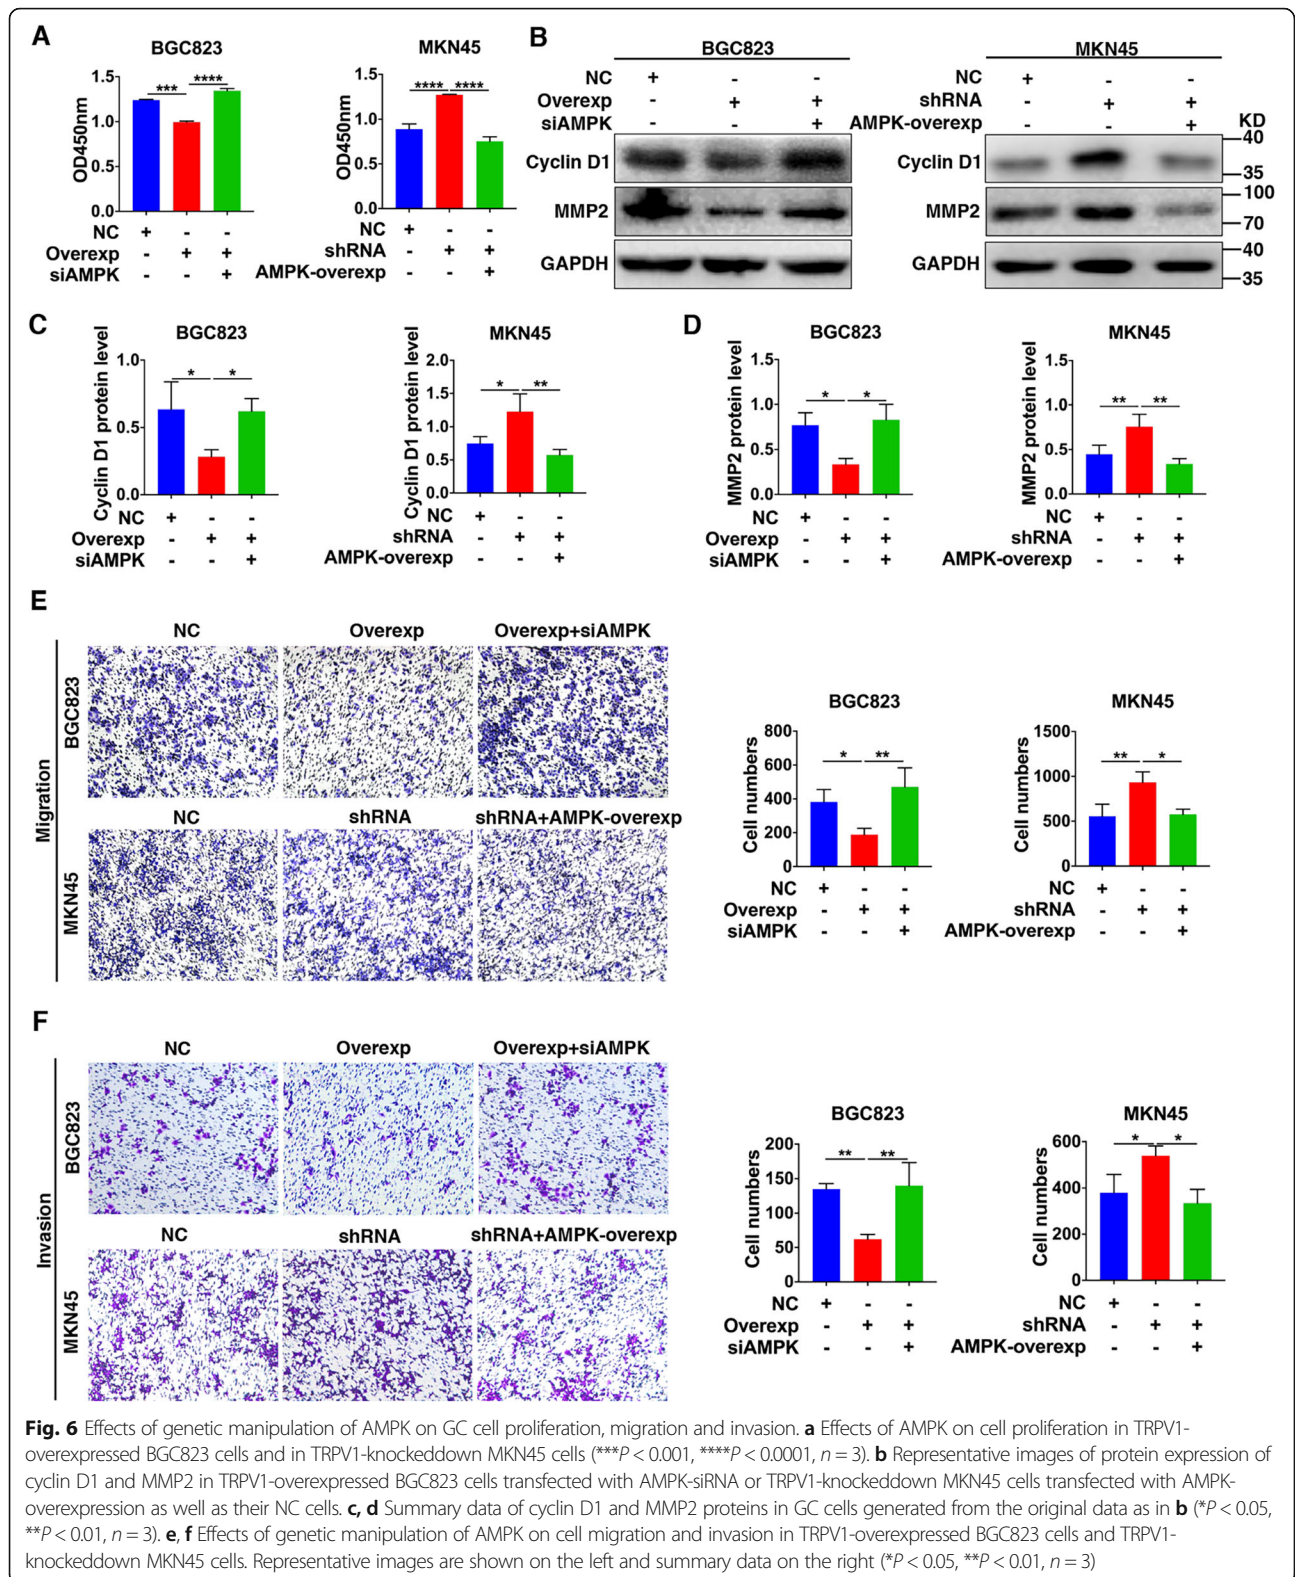 A
BGC823
MKN45
OD450nm
1.5
1.0
0.5
0.0
*** ****
NC + - -
Overexp - + +
siAMPK - - +
OD450nm
1.5
1.0
0.5
0.0
**** ****
NC + - -
shRNA - + +
AMPK-overexp - - +
B
BGC823
NC + - -
Overexp - + +
siAMPK - - +
Cyclin D1
MMP2
GAPDH
MKN45
NC + - -
shRNA - + +
AMPK-overexp - - +
KD
Cyclin D1
MMP2
GAPDH
40
35
100
70
40
35
C
BGC823
Cyclin D1 protein level
1.0
0.5
0.0
* *
NC + - -
Overexp - + +
siAMPK - - +
MKN45
Cyclin D1 protein level
2.0
1.5
1.0
0.5
0.0
* **
NC + - -
shRNA - + +
AMPK-overexp - - +
D
BGC823
MMP2 protein level
1.5
1.0
0.5
0.0
* *
NC + - -
Overexp - + +
siAMPK - - +
MKN45
MMP2 protein level
1.5
1.0
0.5
0.0
** **
NC + - -
shRNA - + +
AMPK-overexp - - +
E
Migration
BGC823
NC Overexp Overexp+siAMPK
MKN45
NC shRNA shRNA+AMPK-overexp
BGC823
Cell numbers
800
600
400
200
0
* **
NC + - -
Overexp - + +
siAMPK - - +
MKN45
Cell numbers
1500
1000
500
0
** *
NC + - -
shRNA - + +
AMPK-overexp - - +
F
Invasion
BGC823
NC Overexp Overexp+siAMPK
MKN45
NC shRNA shRNA+AMPK-overexp
BGC823
Cell numbers
200
150
100
50
0
** **
NC + - -
Overexp - + +
siAMPK - - +
MKN45
Cell numbers
600
400
200
0
* *
NC + - -
shRNA - + +
AMPK-overexp - - +
Fig. 6 Effects of genetic manipulation of AMPK on GC cell proliferation, migration and invasion. a Effects of AMPK on cell proliferation in TRPV1-
overexpressed BGC823 cells and in TRPV1-knockeddown MKN45 cells (***P < 0.001, ****P < 0.0001, n = 3). b Representative images of protein expression of
cyclin D1 and MMP2 in TRPV1-overexpressed BGC823 cells transfected with AMPK-siRNA or TRPV1-knockeddown MKN45 cells transfected with AMPK-
overexpression as well as their NC cells. c, d Summary data of cyclin D1 and MMP2 proteins in GC cells generated from the original data as in b (*P < 0.05,
**P < 0.01, n = 3). e, f Effects of genetic manipulation of AMPK on cell migration and invasion in TRPV1-overexpressed BGC823 cells and TRPV1-
knockeddown MKN45 cells. Representative images are shown on the left and summary data on the right (*P < 0.05, **P < 0.01, n = 3)